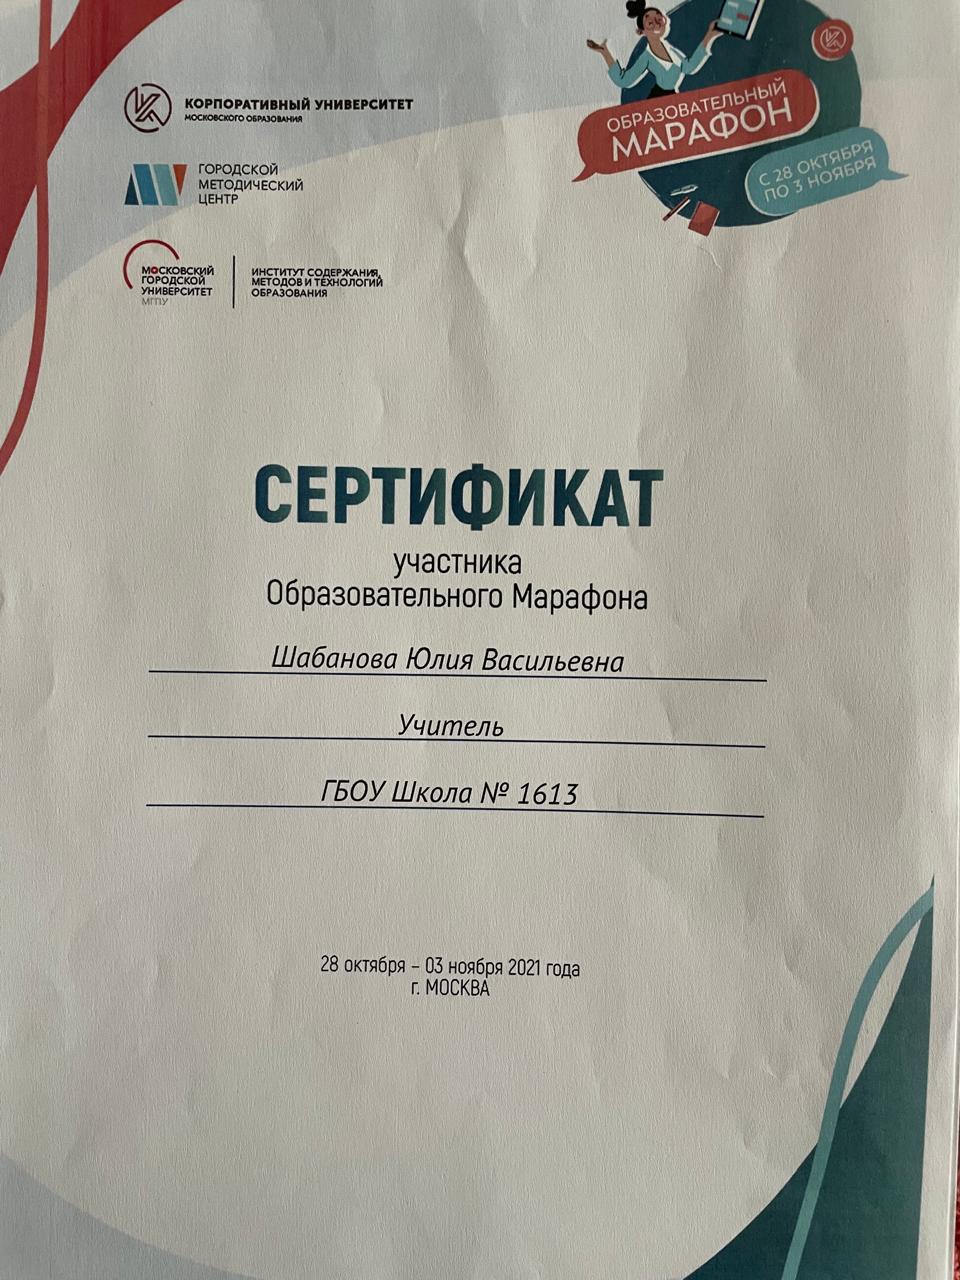 КОРПОРАТИВНЫЙ УНИВЕРСИТЕТ
МОСКОВСКОГО ОБРАЗОВАНИЯ
ГОРОДСКОЙ
МЕТОДИЧЕСКИЙ
ЦЕНТР
МОСКОВСКИЙ
ГОРОДСКОЙ
УНИВЕРСИТЕТ
МГПУ
ИНСТИТУТ СОДЕРЖАНИЯ,
МЕТОДОВ И ТЕХНОЛОГИЙ
ОБРАЗОВАНИЯ
ОБРАЗОВАТЕЛЬНЫЙ
МАРАФОН
С 28 ОКТЯБРЯ
ПО 3 НОЯБРЯ
СЕРТИФИКАТ
участника
Образовательного Марафона
Шабанова Юлия Васильевна
Учитель
ГБОУ Школа № 1613
28 октября – 03 ноября 2021 года
г. МОСКВА